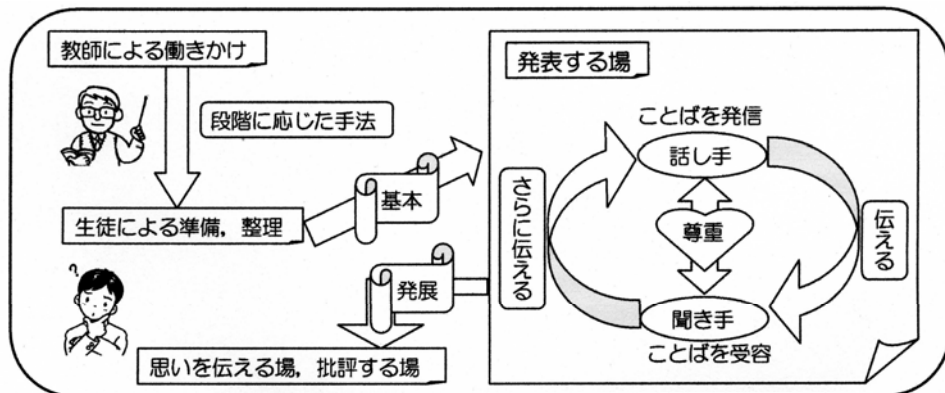 教師による働きかけ
段階に応じた手法
生徒による準備，整理
?
基本
発展
思いを伝える場，批評する場
発表する場
ことばを発信
話し手
尊重
聞き手
ことばを受容
伝える
さらに伝える